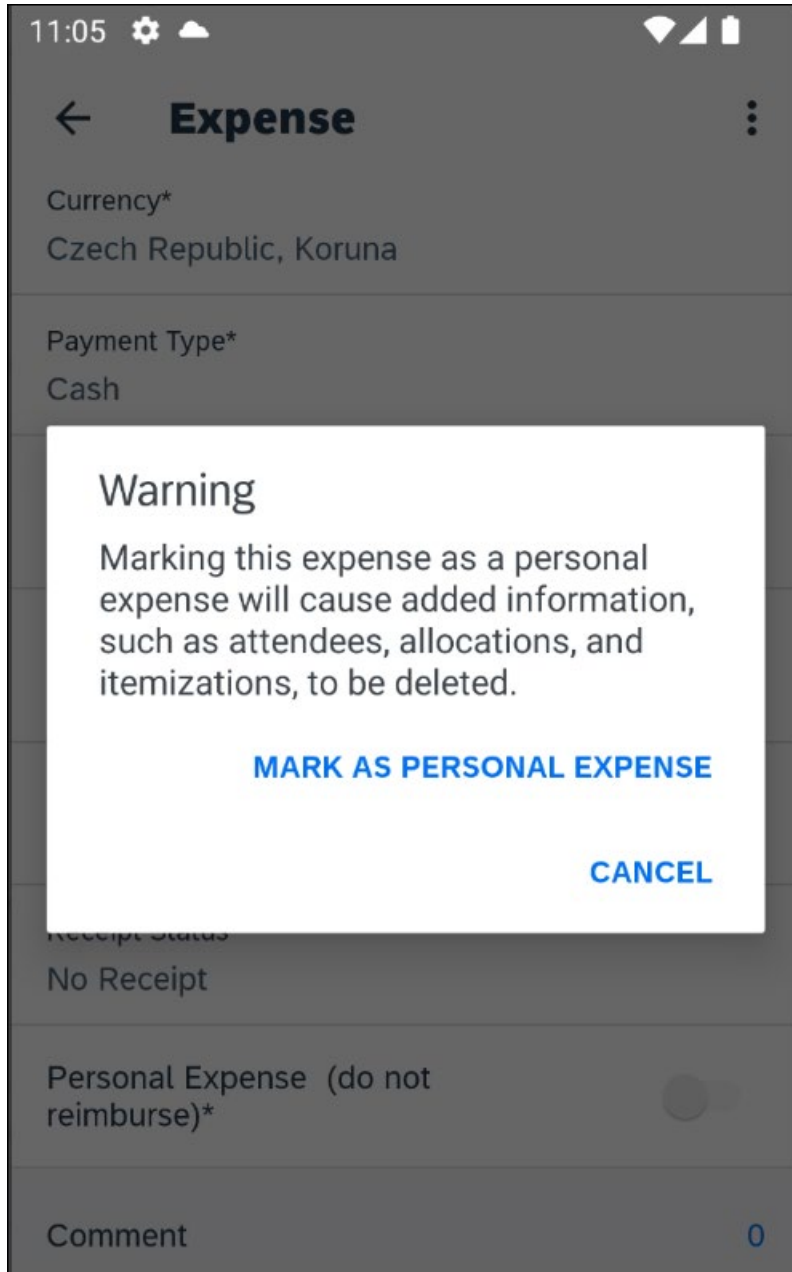 11:05
Expense
Currency*
Czech Republic, Koruna
Payment Type*
Cash
Warning
Marking this expense as a personal
expense will cause added information,
such as attendees, allocations, and
itemizations, to be deleted.
MARK AS PERSONAL EXPENSE
CANCEL
Receipt Status
No Receipt
Personal Expense (do not
reimburse)*
Comment
0